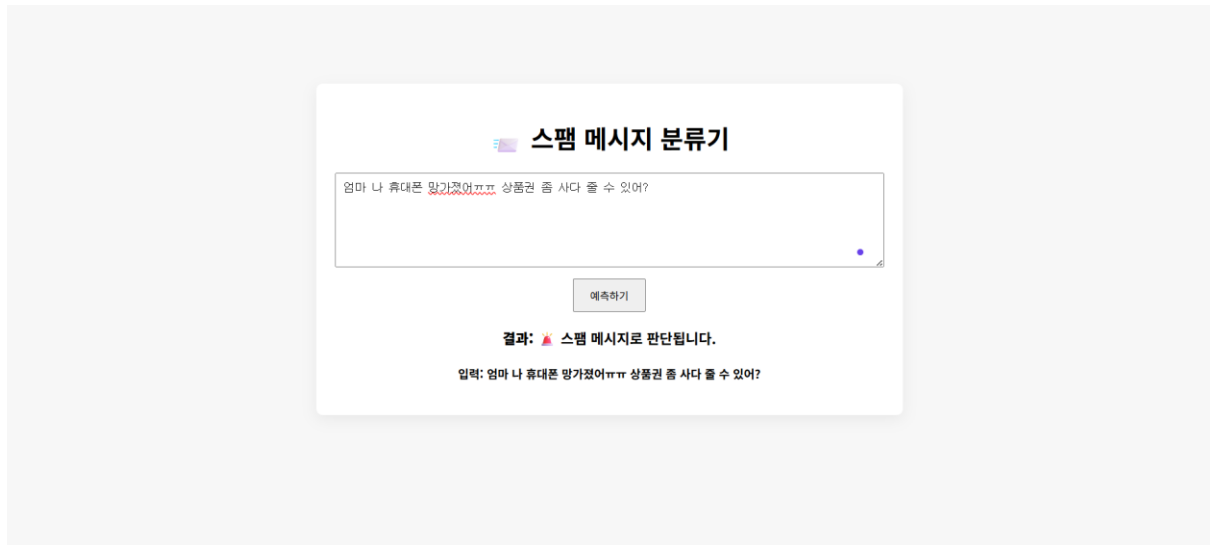 📨 스팸 메시지 분류기
엄마 나 휴대폰 망가졌어ㅠㅠ 상품권 좀 사다 줄 수 있어?
예측하기
결과: 🚨 스팸 메시지로 판단됩니다.
입력: 엄마 나 휴대폰 망가졌어ㅠㅠ 상품권 좀 사다 줄 수 있어?